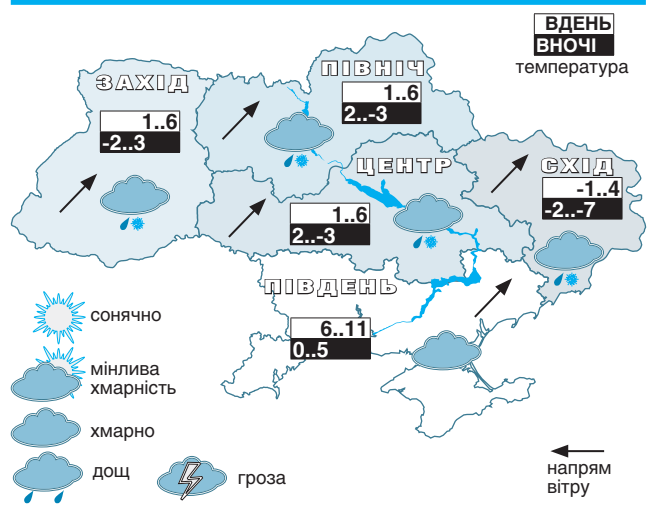 ВДЕНЬ
ВНОЧІ
температура
ПІВНІЧ
1..6
2..-3
ЗАХІД
1..6
-2..3
ЦЕНТР
1..6
2..-3
СХІД
-1..4
-2..-7
ПІВДЕНЬ
6..11
0..5
сонячно
мінлива
хмарність
хмарно
дощ
гроза
напрям
вітру